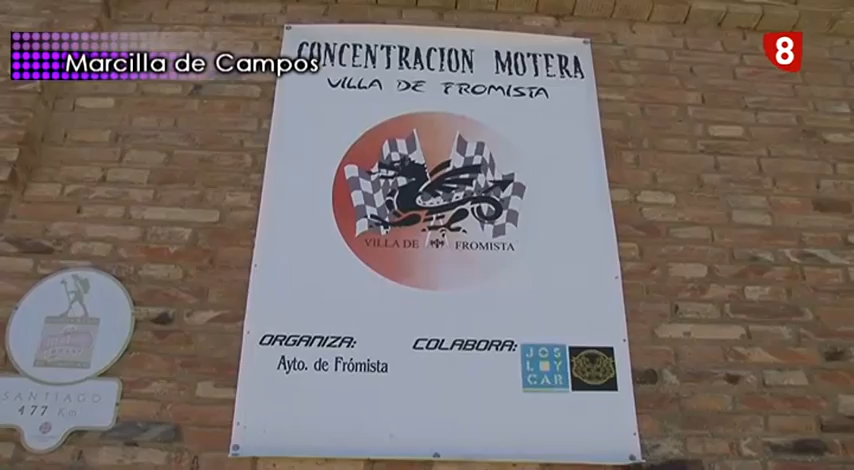 Marcilla de Campos
8
CONCENTRACION MOTERA
VILLA DE FROMISTA
VILLA DE FROMISTA
ORGANIZA:
Ayto. de Frómista
COLABORA:
JOS
LOY
CAR
SANTIAGO
477 Km